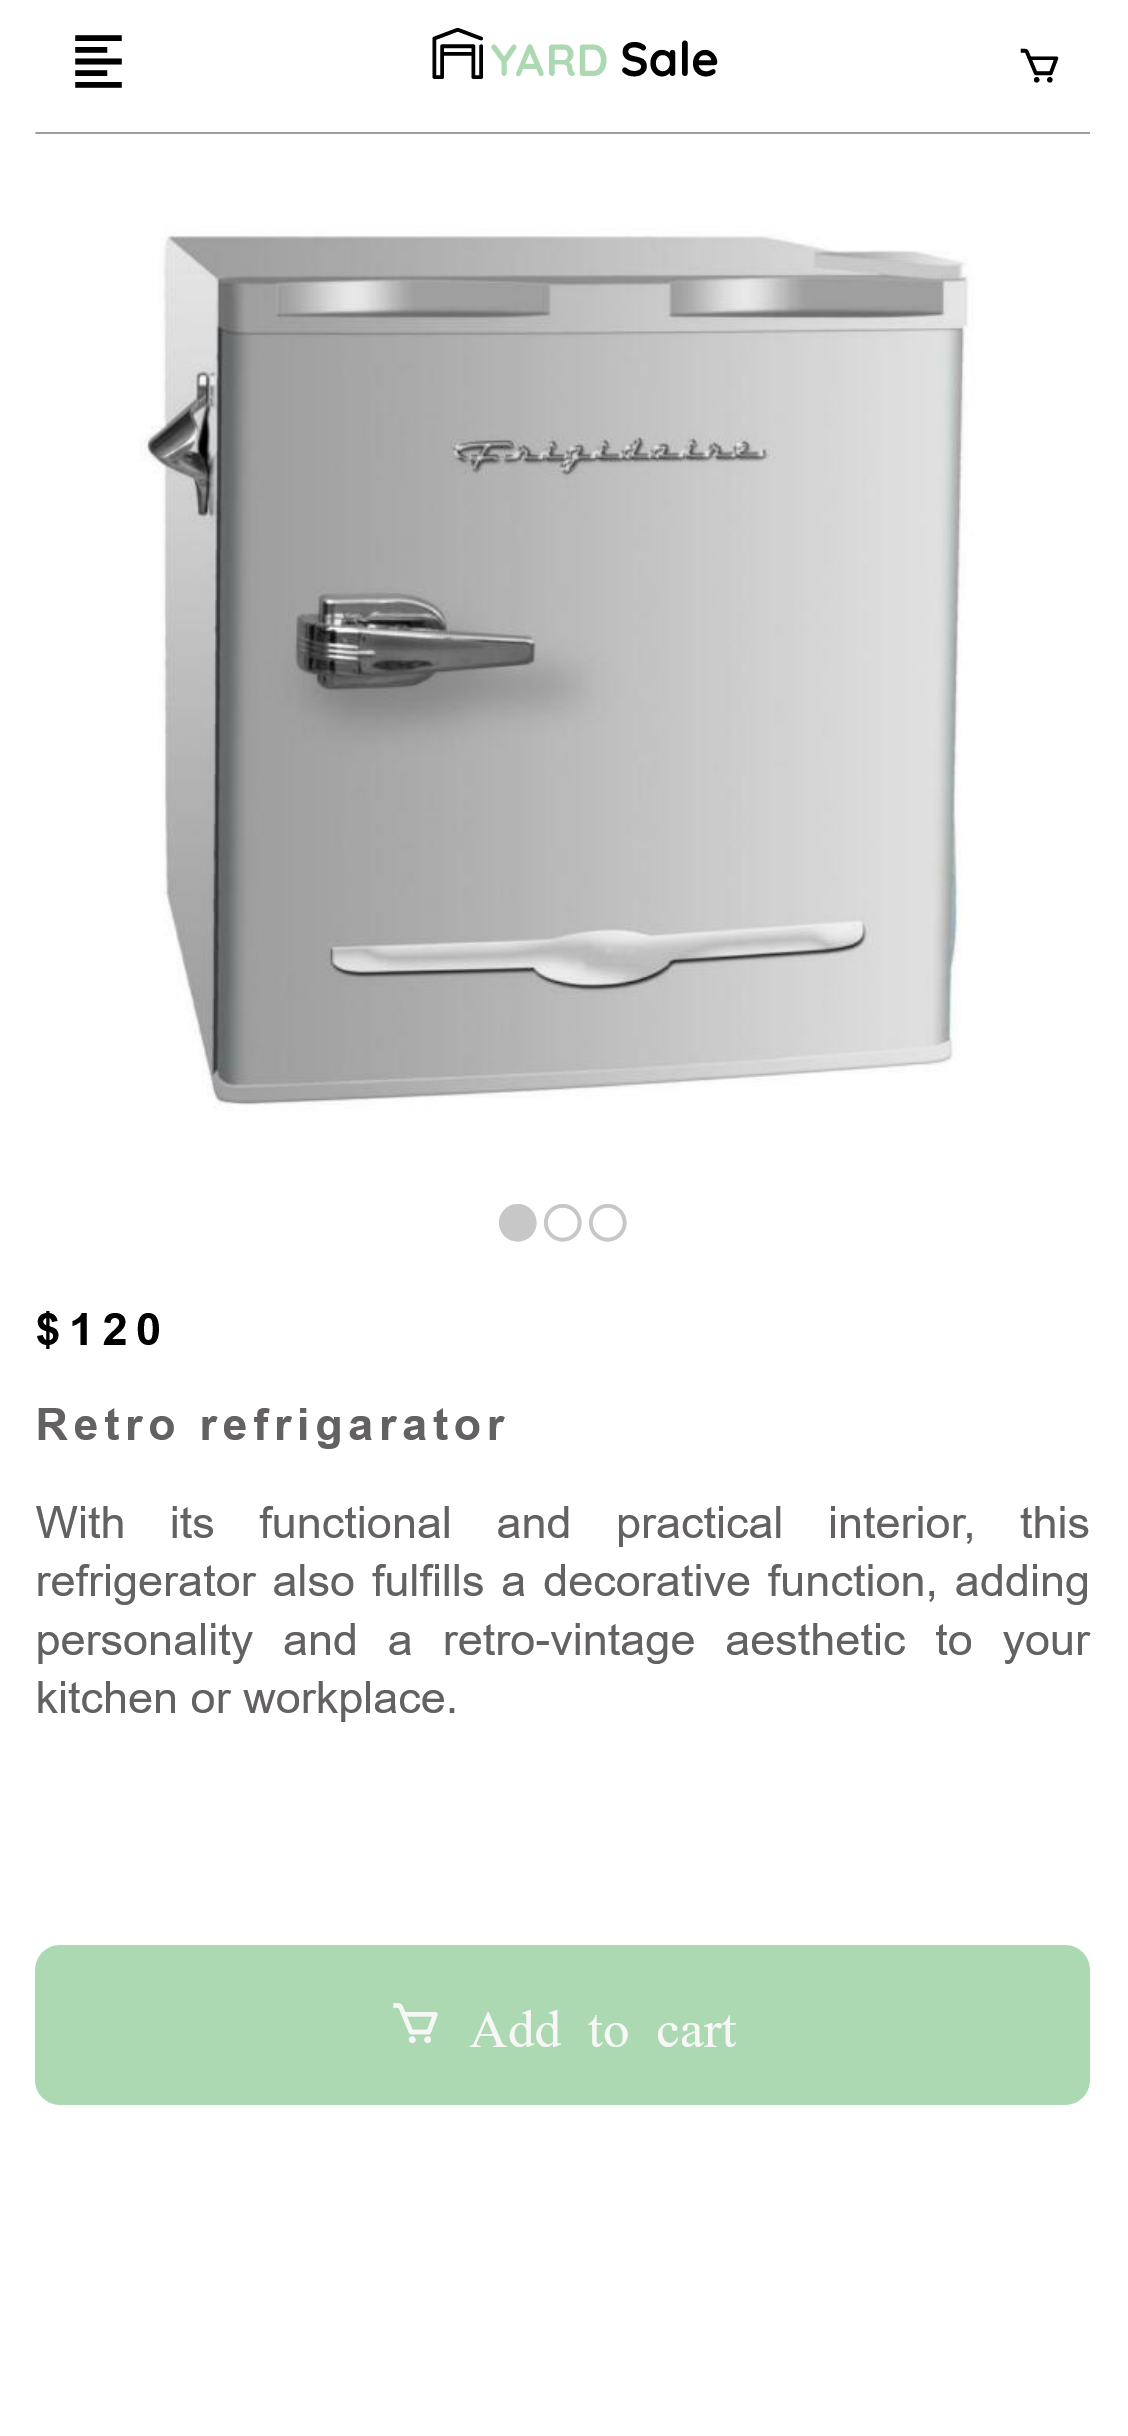 YARD Sale
Frigidaire
$120
Retro refrigarator
With its functional and practical interior, this
refrigerator also fulfills a decorative function, adding
personality and a retro-vintage aesthetic to your
kitchen or workplace.
Add to cart